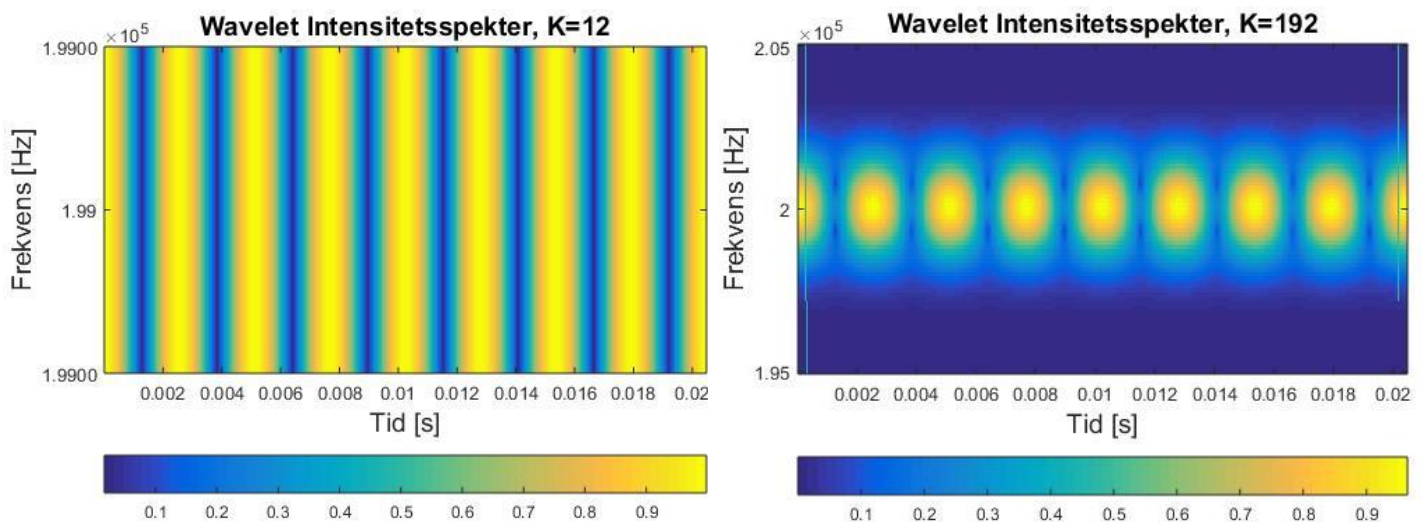 Wavelet Intensitetsspekter, K=12
×10⁵
1.9900
1.99
1.9900
Frekvens [Hz]
0.002 0.004 0.006 0.008 0.01 0.012 0.014 0.016 0.018 0.02
Tid [s]
0.1 0.2 0.3 0.4 0.5 0.6 0.7 0.8 0.9
Wavelet Intensitetsspekter, K=192
×10⁵
2.05
2
1.95
Frekvens [Hz]
0.002 0.004 0.006 0.008 0.01 0.012 0.014 0.016 0.018 0.02
Tid [s]
0.1 0.2 0.3 0.4 0.5 0.6 0.7 0.8 0.9